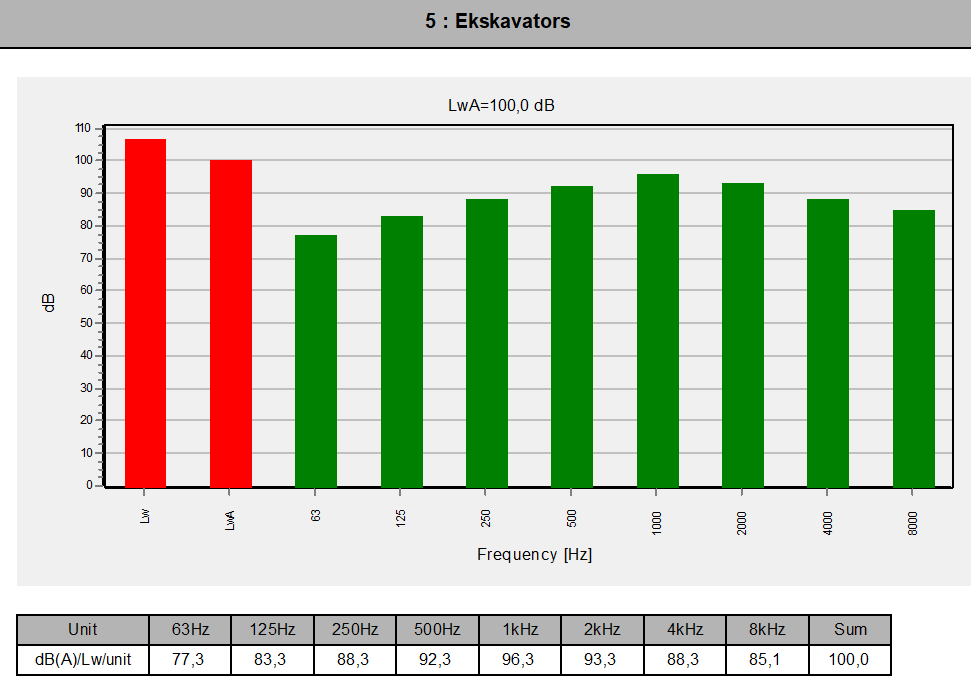 5 : Ekskavators
LwA=100,0 dB
110
100
90
80
70
60
50
40
30
20
10
0
dB
Lw LwA 63 125 250 500 1000 2000 4000 8000
Frequency [Hz]
Unit 63Hz 125Hz 250Hz 500Hz 1kHz 2kHz 4kHz 8kHz Sum
dB(A)/Lw/unit 77,3 83,3 88,3 92,3 96,3 93,3 88,3 85,1 100,0